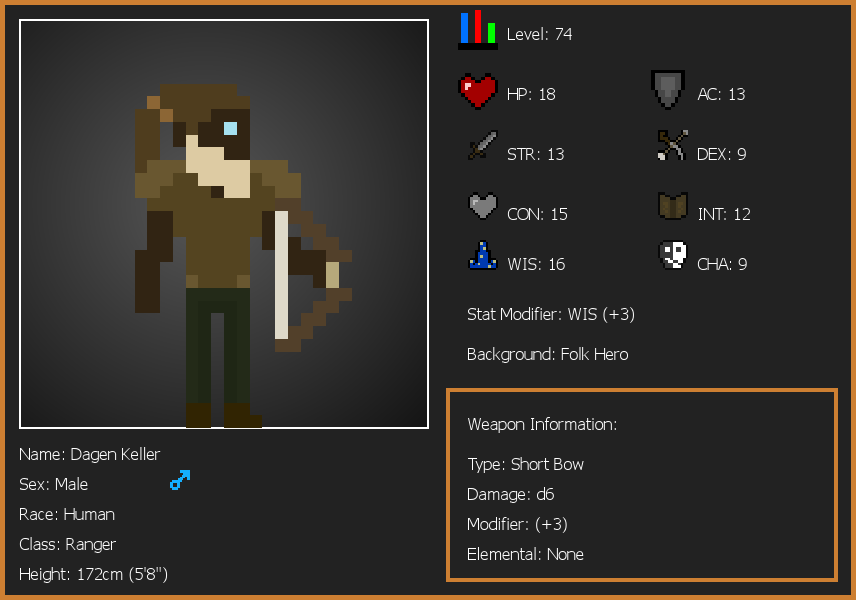 Level: 74
HP: 18
AC: 13
STR: 13
DEX: 9
CON: 15
INT: 12
WIS: 16
CHA: 9
Stat Modifier: WIS (+3)
Background: Folk Hero
Weapon Information:
Type: Short Bow
Damage: d6
Modifier: (+3)
Elemental: None
Name: Dagen Keller
Sex: Male
Race: Human
Class: Ranger
Height: 172cm (5'8")